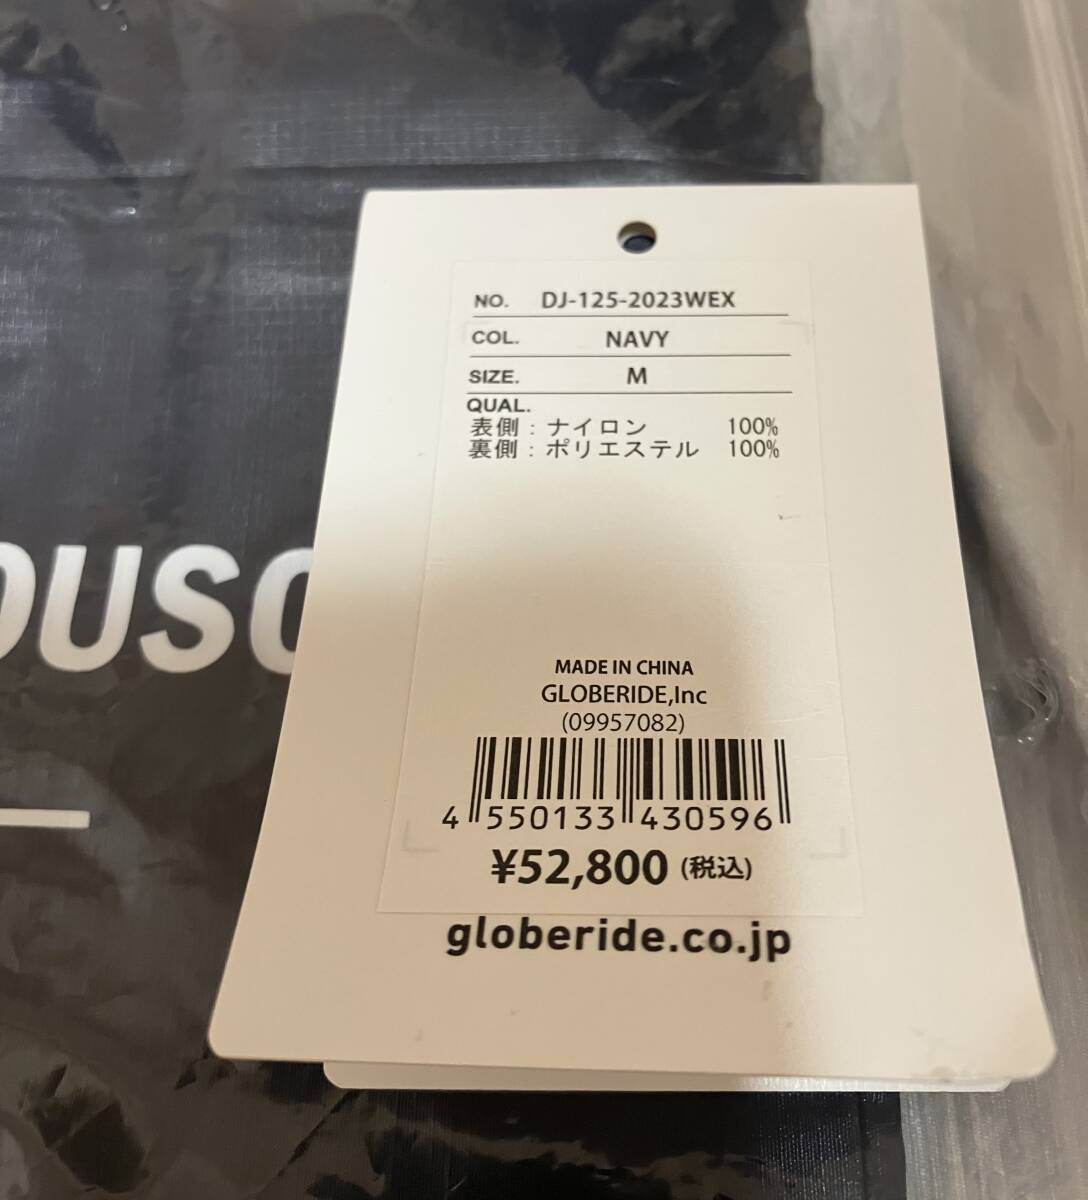 NO. DJ-125-2023WEX
COL. NAVY
SIZE. M
QUAL.
表側：ナイロン 100%
裏側：ポリエステル 100%
OUSC
MADE IN CHINA
GLOBERIDE,Inc
(09957082)
4 550133 430596
¥52,800 (税込)
globeride.co.jp